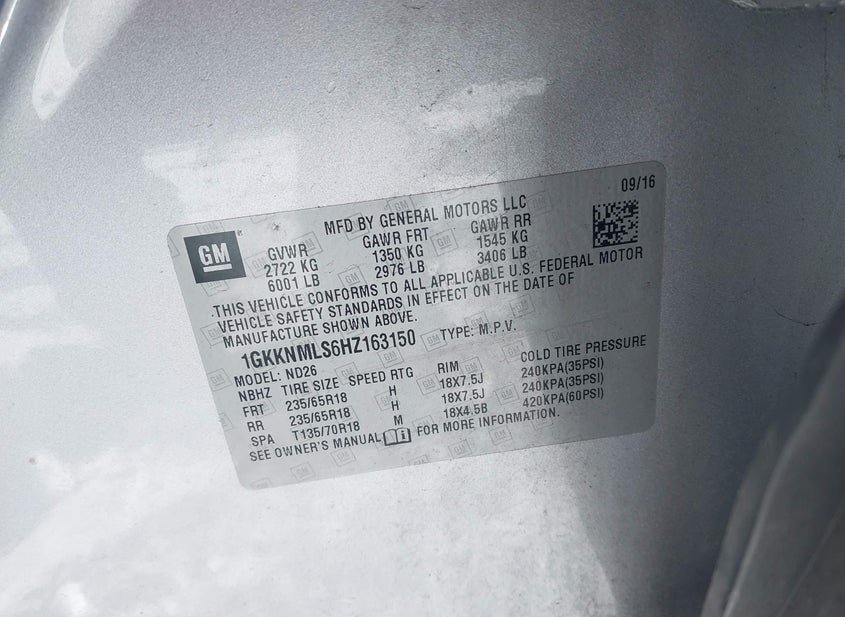 09/16
MFD BY GENERAL MOTORS LLC
GM
GVWR GAWR FRT GAWR RR
2722 KG 1350 KG 1545 KG
6001 LB 2976 LB 3406 LB
THIS VEHICLE CONFORMS TO ALL APPLICABLE U.S. FEDERAL MOTOR
VEHICLE SAFETY STANDARDS IN EFFECT ON THE DATE OF
MANUFACTURE SHOWN ABOVE.
1GKKNMLS6HZ163150 TYPE: M.P.V.
MODEL: ND26
NBHZ TIRE SIZE SPEED RTG RIM COLD TIRE PRESSURE
FRT 235/65R18 H 18X7.5J 240KPA(35PSI)
RR 235/65R18 H 18X7.5J 240KPA(35PSI)
SPA T135/70R18 M 18X4.5B 420KPA(60PSI)
SEE OWNER'S MANUAL FOR MORE INFORMATION.